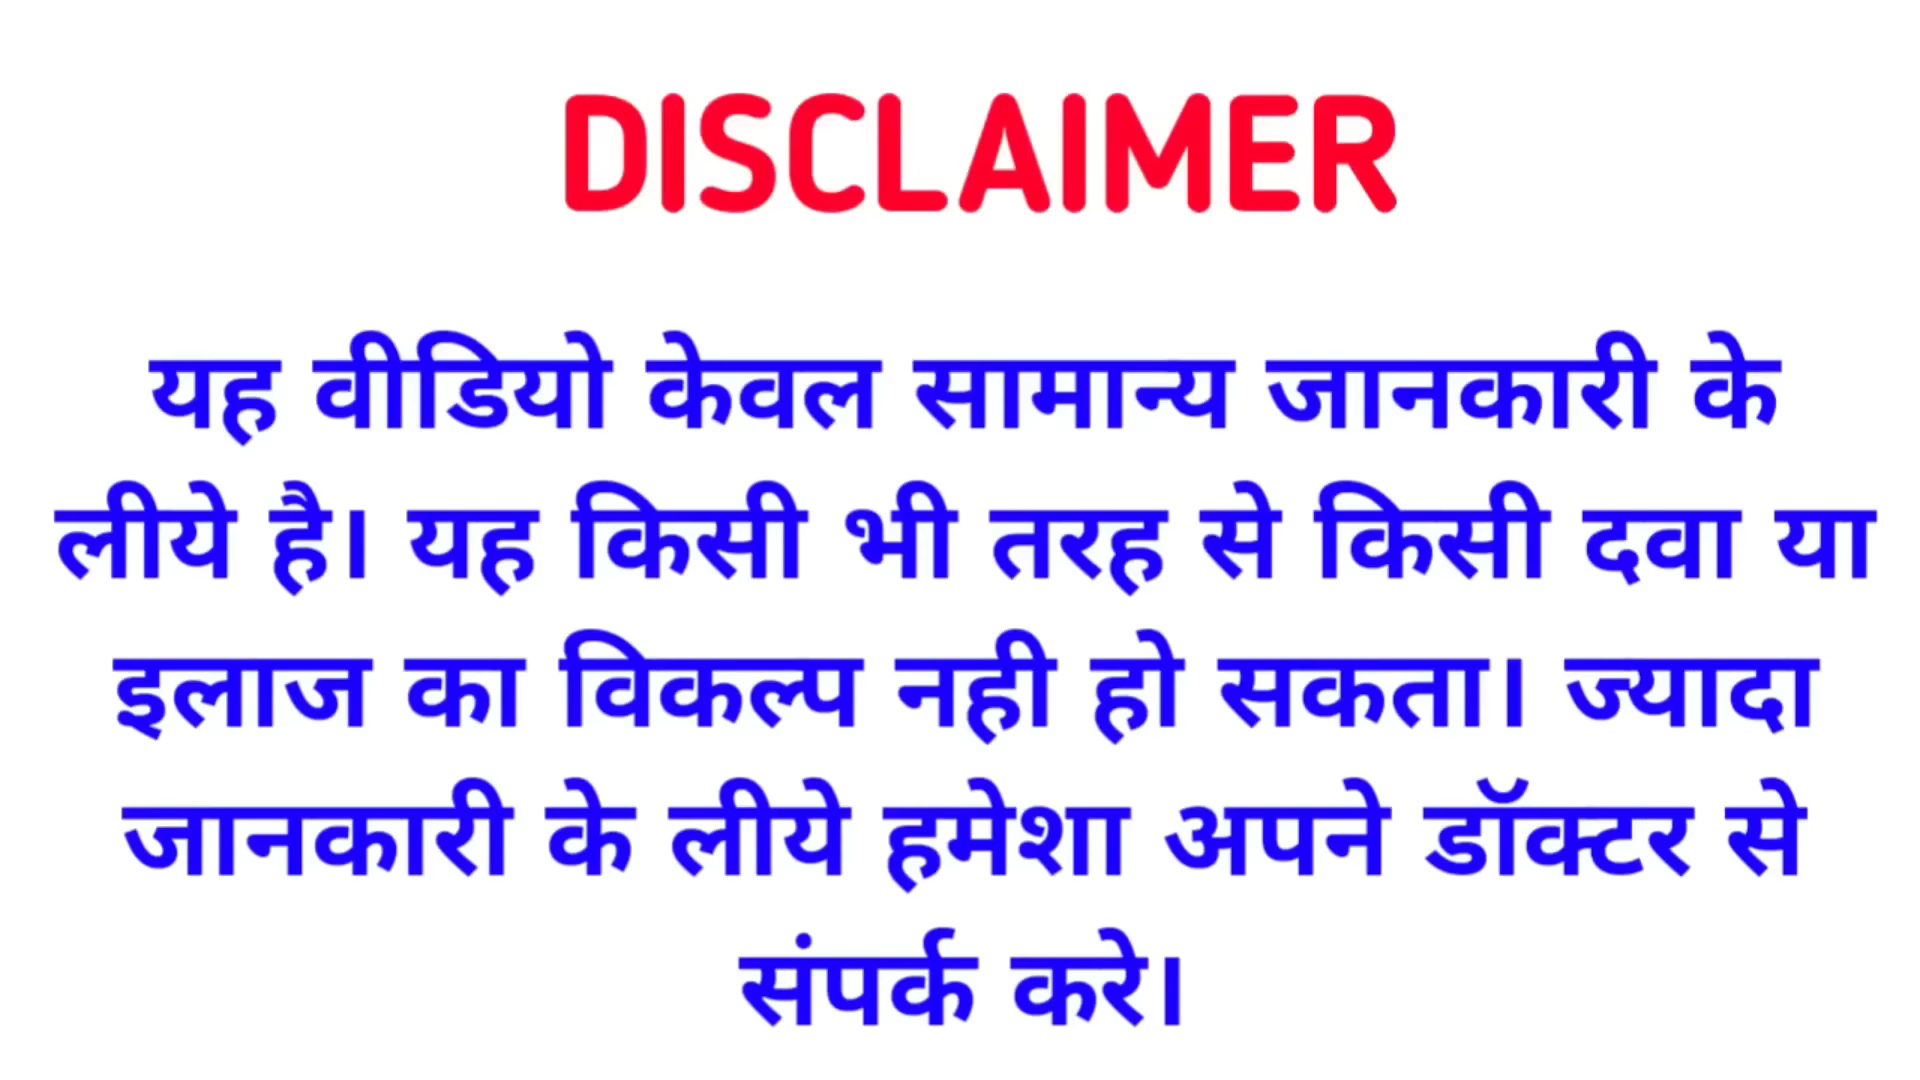 DISCLAIMER
यह वीडियो केवल सामान्य जानकारी के
लीये है। यह किसी भी तरह से किसी दवा या
इलाज का विकल्प नही हो सकता। ज्यादा
जानकारी के लीये हमेशा अपने डॉक्टर से
संपर्क करे।